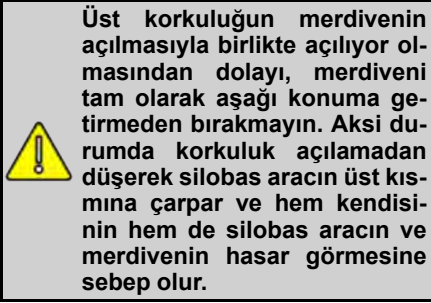 Üst korkuluğun merdivenin
açılmasıyla birlikte açılıyor ol-
masından dolayı, merdiveni
tam olarak aşağı konuma ge-
tirmeden bırakmayın. Aksi du-
rumda korkuluk açılamadan
düşerek silobas aracın üst kıs-
mına çarpar ve hem kendisi-
nin hem de silobas aracın ve
merdivenin hasar görmesine
sebep olur.